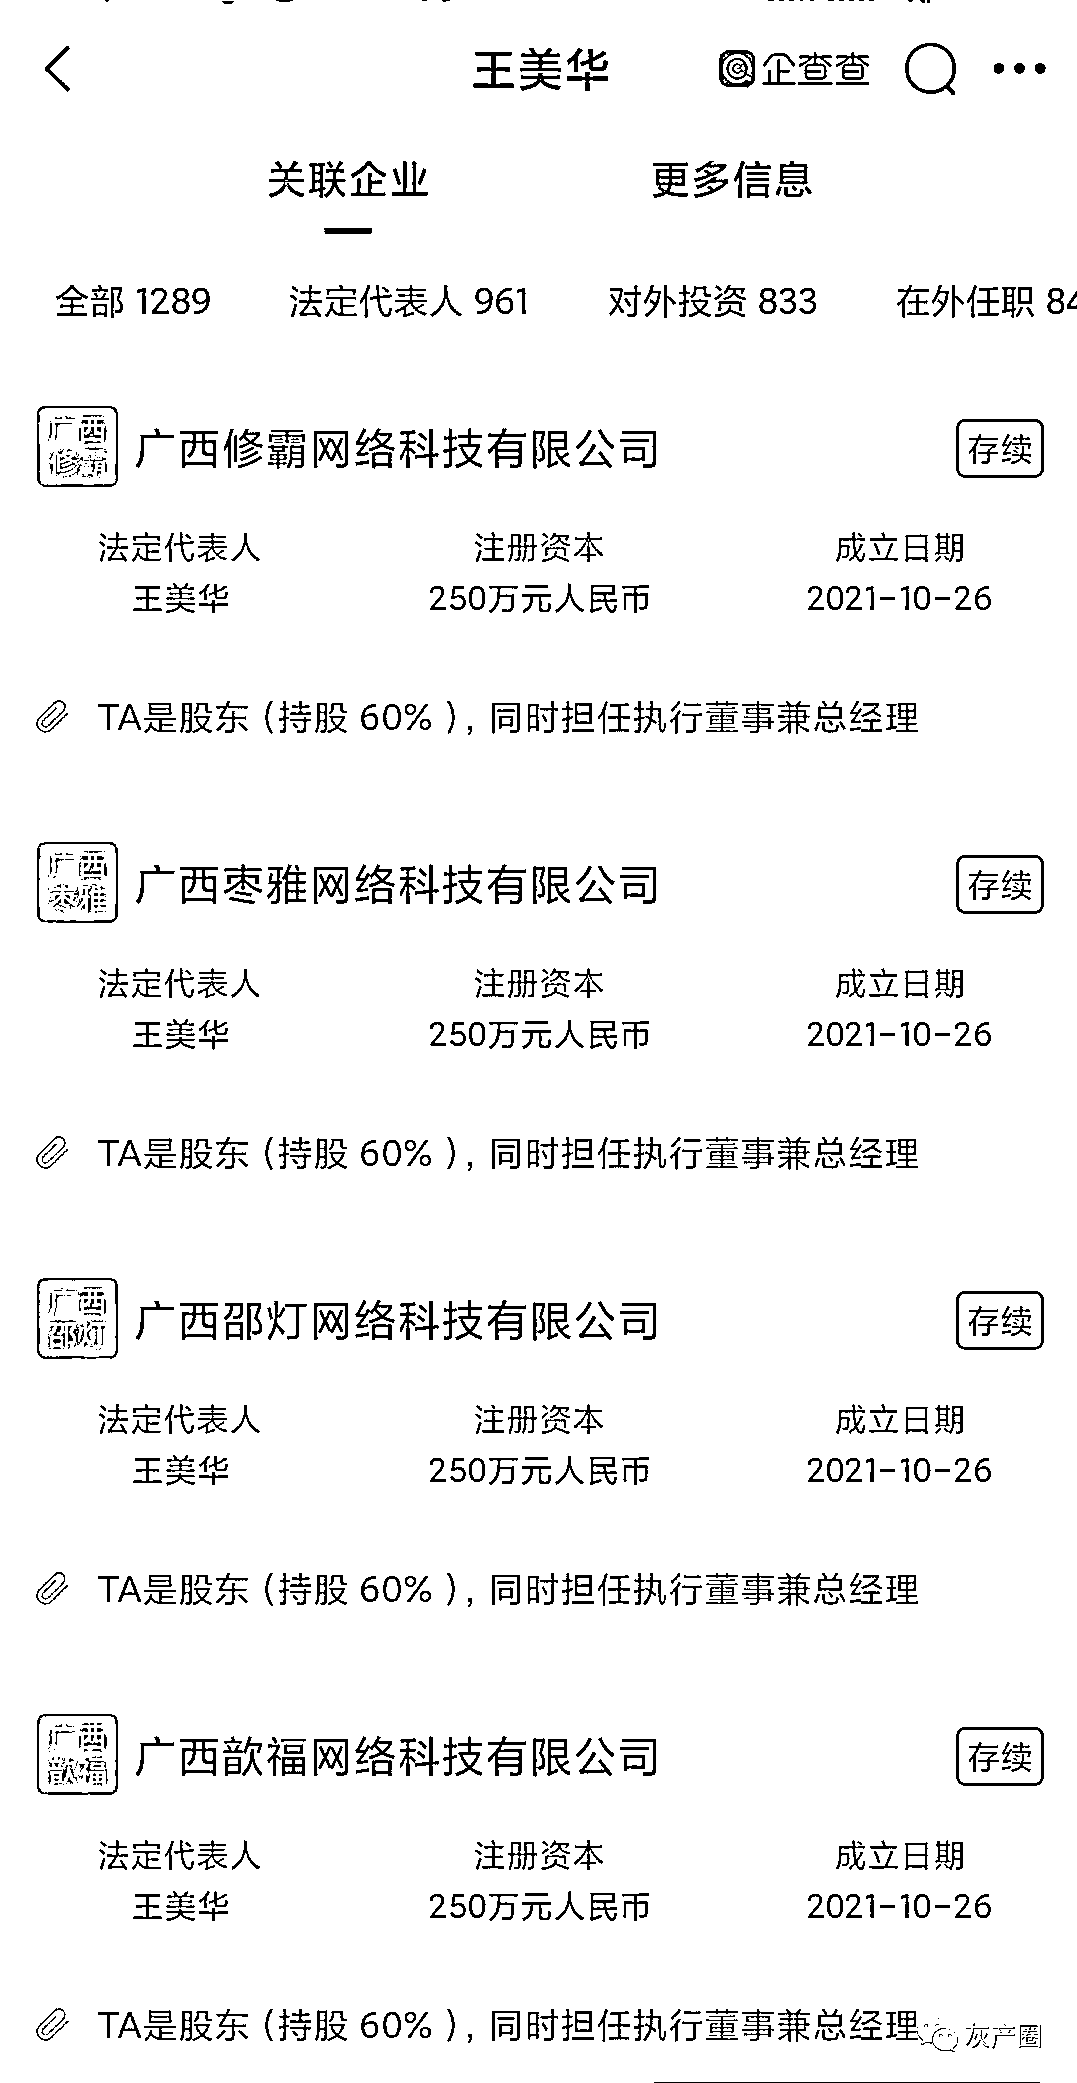 王美华 企查查
关联企业 更多信息
全部 1289 法定代表人 961 对外投资 833 在外任职 84
广西修霸 广西修霸网络科技有限公司 存续
法定代表人 注册资本 成立日期
王美华 250万元人民币 2021-10-26
TA是股东（持股 60%），同时担任执行董事兼总经理
广西枣雅 广西枣雅网络科技有限公司 存续
法定代表人 注册资本 成立日期
王美华 250万元人民币 2021-10-26
TA是股东（持股 60%），同时担任执行董事兼总经理
广西邵灯 广西邵灯网络科技有限公司 存续
法定代表人 注册资本 成立日期
王美华 250万元人民币 2021-10-26
TA是股东（持股 60%），同时担任执行董事兼总经理
广西歆福 广西歆福网络科技有限公司 存续
法定代表人 注册资本 成立日期
王美华 250万元人民币 2021-10-26
TA是股东（持股 60%），同时担任执行董事兼总经理
灰产圈